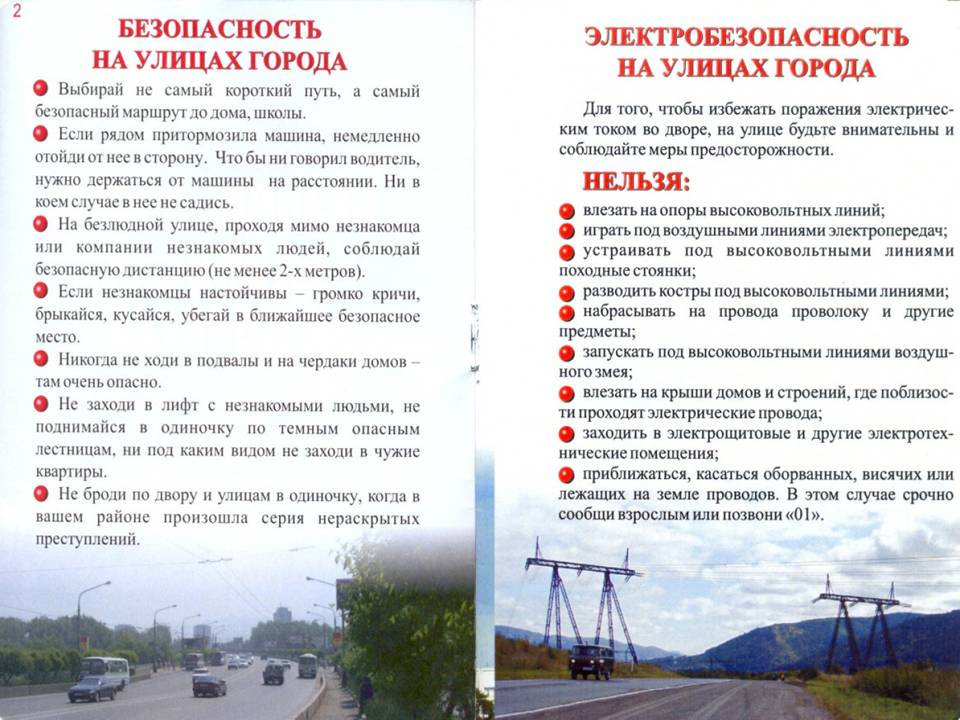 2
БЕЗОПАСНОСТЬ
НА УЛИЦАХ ГОРОДА
Выбирай не самый короткий путь, а самый
безопасный маршрут до дома, школы.
Если рядом притормозила машина, немедленно
отойди от нее в сторону. Что бы ни говорил водитель,
нужно держаться от машины на расстоянии. Ни в
коем случае в нее не садись.
На безлюдной улице, проходя мимо незнакомца
или компании незнакомых людей, соблюдай
безопасную дистанцию (не менее 2-х метров).
Если незнакомцы настойчивы – громко кричи,
брыкайся, кусайся, убегай в ближайшее безопасное
место.
Никогда не ходи в подвалы и на чердаки домов –
там очень опасно.
Не заходи в лифт с незнакомыми людьми, не
поднимайся в одиночку по темным опасным
лестницам, ни под каким видом не заходи в чужие
квартиры.
Не броди по двору и улицам в одиночку, когда в
вашем районе произошла серия нераскрытых
преступлений.
ЭЛЕКТРОБЕЗОПАСНОСТЬ
НА УЛИЦАХ ГОРОДА
Для того, чтобы избежать поражения электричес-
ким током во дворе, на улице будьте внимательны и
соблюдайте меры предосторожности.
НЕЛЬЗЯ:
влезать на опоры высоковольтных линий;
играть под воздушными линиями электропередач;
устраивать под высоковольтными линиями
походные стоянки;
разводить костры под высоковольтными линиями;
набрасывать на провода проволоку и другие
предметы;
запускать под высоковольтными линиями воздуш-
ного змея;
влезать на крыши домов и строений, где поблизос-
ти проходят электрические провода;
заходить в электрощитовые и другие электротех-
нические помещения;
приближаться, касаться оборванных, висячих или
лежащих на земле проводов. В этом случае срочно
сообщи взрослым или позвони «01».